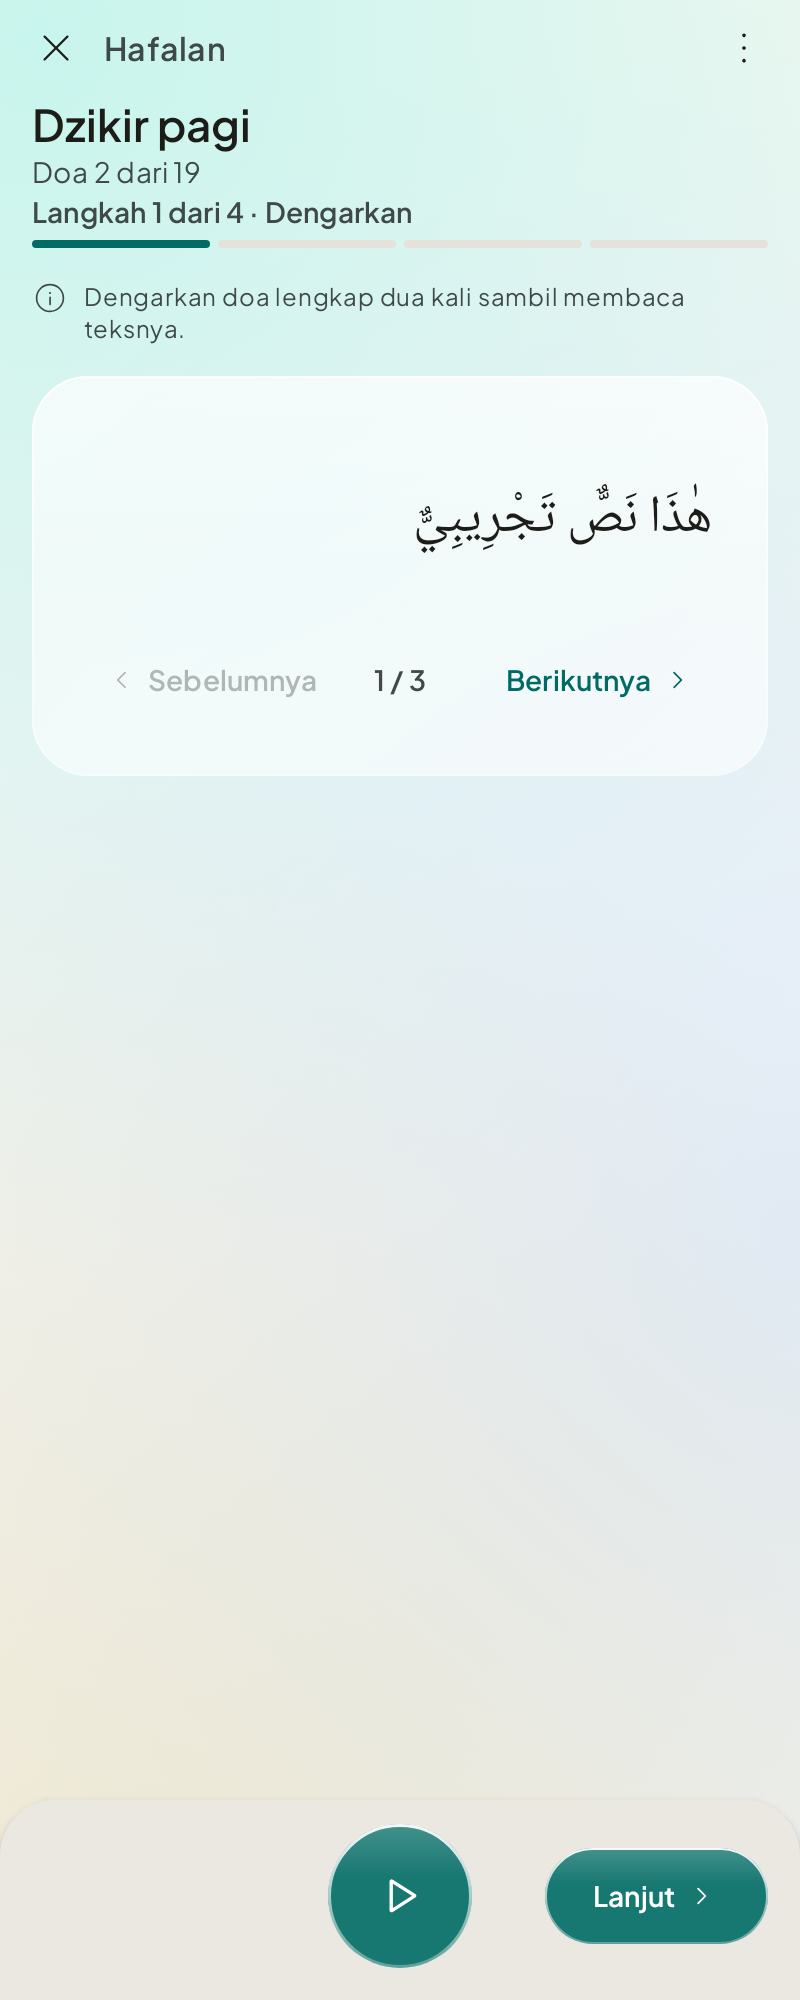 Hafalan
Dzikir pagi
Doa 2 dari 19
Langkah 1 dari 4 · Dengarkan
Dengarkan doa lengkap dua kali sambil membaca
teksnya.
هٰذَا نَصٌّ تَجْرِيبِيٌّ
Sebelumnya 1 / 3 Berikutnya
Lanjut